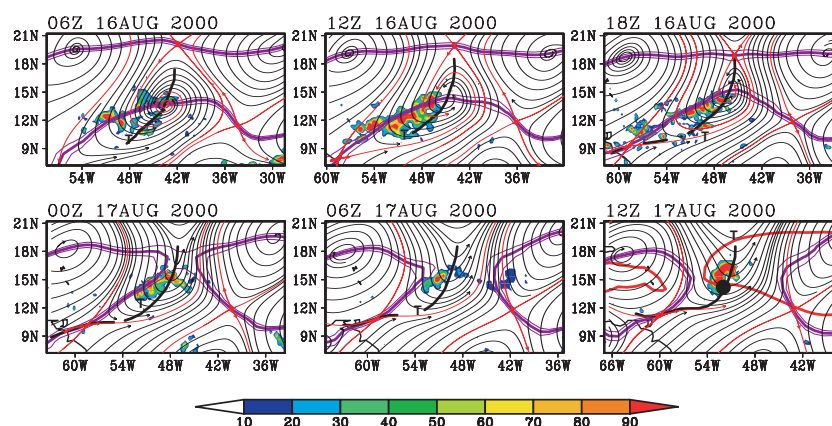 06Z 16AUG 2000
12Z 16AUG 2000
18Z 16AUG 2000
21N
18N
15N
12N
9N
54W 48W 42W 36W 30W
21N
18N
15N
12N
9N
T
60W 54W 48W 42W 36W
21N
18N
15N
12N
9N
T
60W 54W 48W 42W 36W
00Z 17AUG 2000
06Z 17AUG 2000
12Z 17AUG 2000
21N
18N
15N
12N
9N
60W 54W 48W 42W 36W
21N
18N
15N
12N
9N
T
60W 54W 48W 42W 36W
21N
18N
15N
12N
9N
T
T
66W 60W 54W 48W 42W
10 20 30 40 50 60 70 80 90